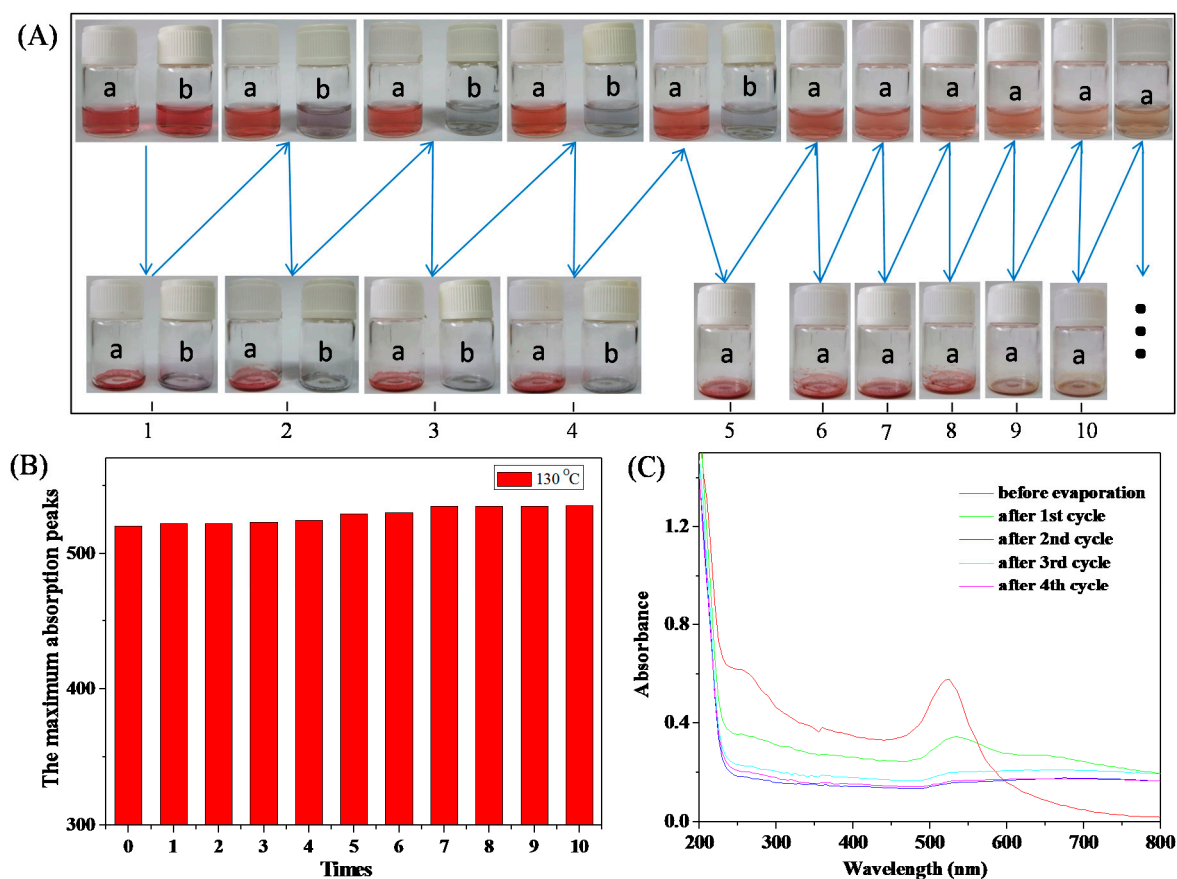 (A)
a b a b a b a b a b a a a a a a
a b a b a b a b a a a a a a
1 2 3 4 5 6 7 8 9 10
(B)
130 °C
The maximum absorption peaks
500
400
300
0 1 2 3 4 5 6 7 8 9 10
Times
(C)
before evaporation
after 1st cycle
after 2nd cycle
after 3rd cycle
after 4th cycle
Absorbance
1.2
0.8
0.4
0.0
200 300 400 500 600 700 800
Wavelength (nm)